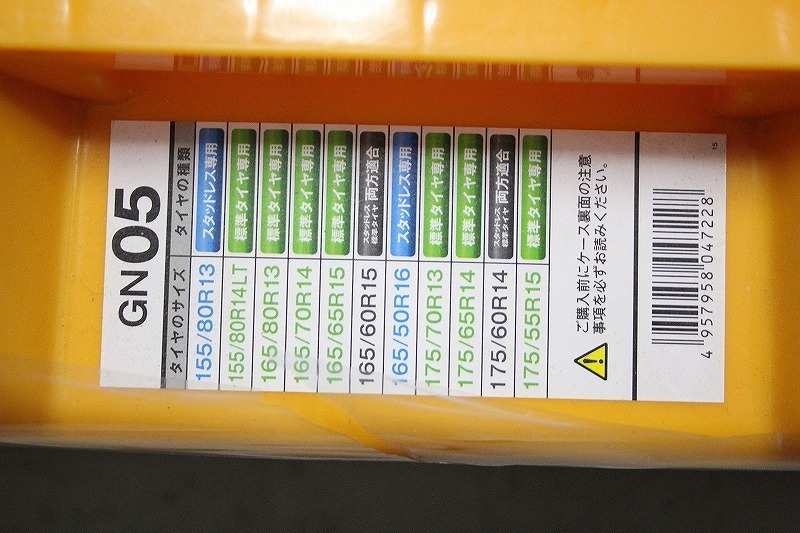 GN 05
タイヤのサイズ タイヤの種類
155/80R13 スタッドレス専用
155/80R14LT 標準タイヤ専用
165/80R13 標準タイヤ専用
165/70R14 標準タイヤ専用
165/65R15 標準タイヤ専用
165/60R15 スタッドレス 標準タイヤ 両方適合
165/50R16 スタッドレス専用
175/70R13 標準タイヤ専用
175/65R14 標準タイヤ専用
175/60R14 スタッドレス 標準タイヤ 両方適合
175/55R15 標準タイヤ専用
ご購入前にケース裏面の注意
事項を必ずお読みください。
4 957958 047228